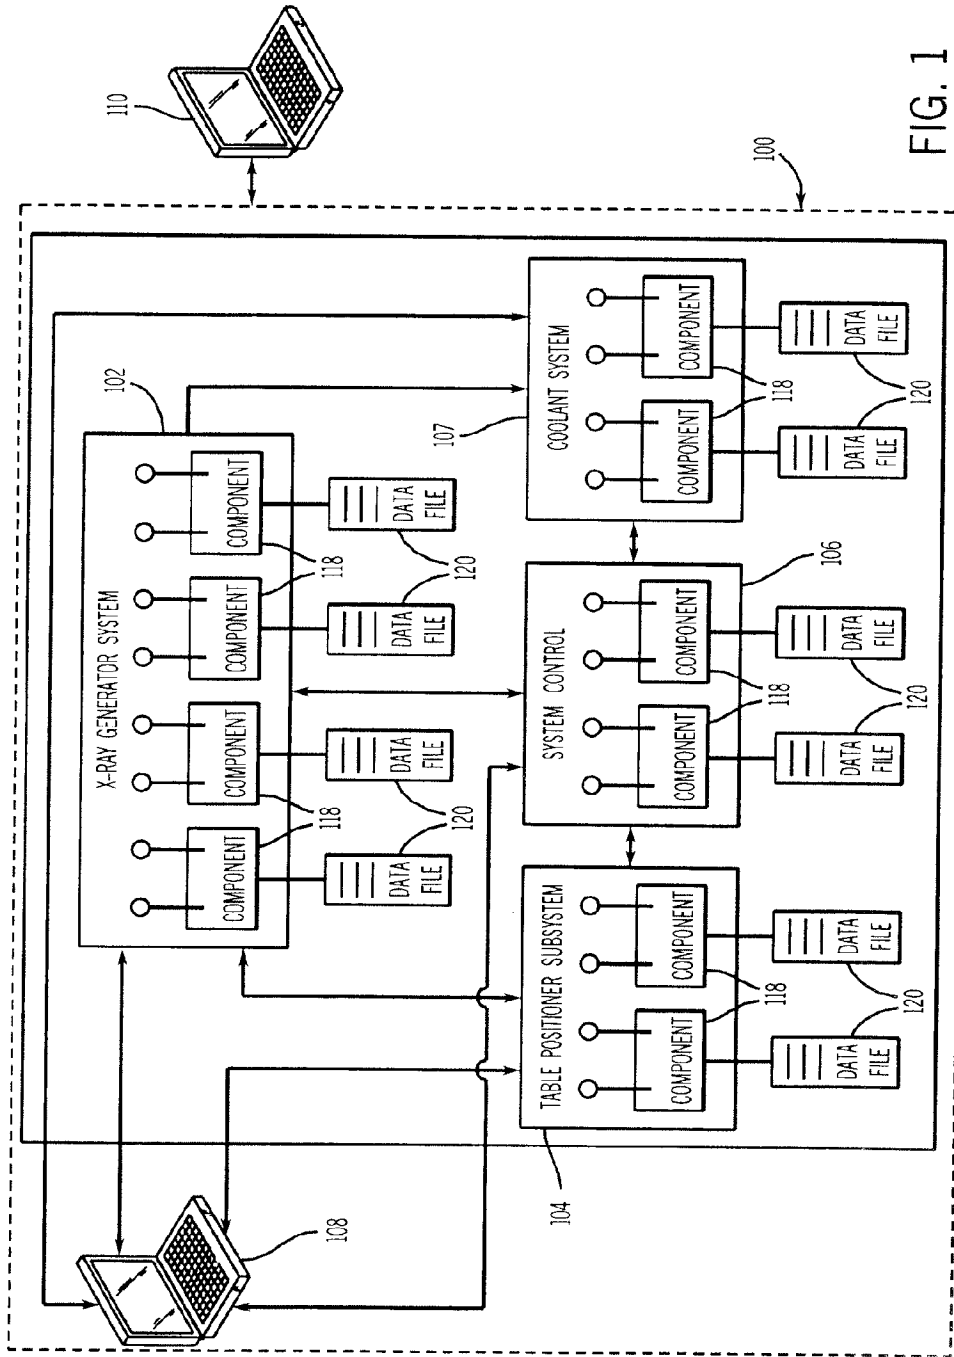 110
100
108
102
X-RAY GENERATOR SYSTEM
COMPONENT
COMPONENT
COMPONENT
COMPONENT
118
118
DATA
FILE
DATA
FILE
DATA
FILE
DATA
FILE
120
120
104
TABLE POSITIONER SUBSYSTEM
COMPONENT
COMPONENT
118
DATA
FILE
DATA
FILE
120
SYSTEM CONTROL
106
COMPONENT
COMPONENT
118
DATA
FILE
DATA
FILE
120
107
COOLANT SYSTEM
COMPONENT
COMPONENT
118
DATA
FILE
DATA
FILE
120
FIG. 1